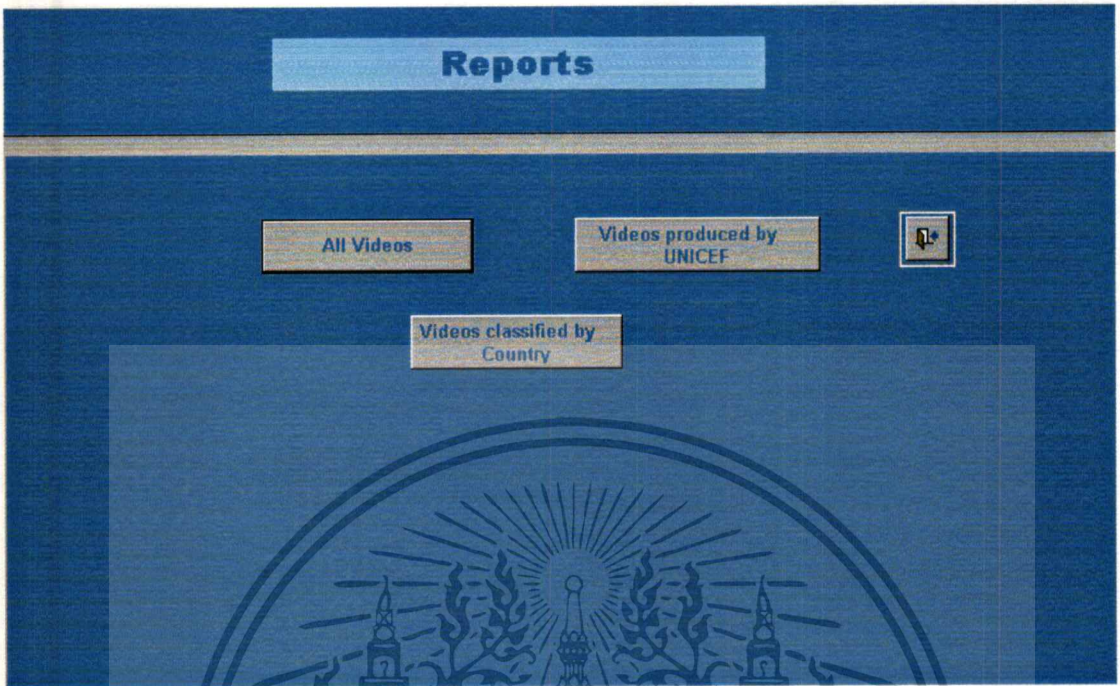 Reports
All Videos
Videos produced by
UNICEF
Videos classified by
Country